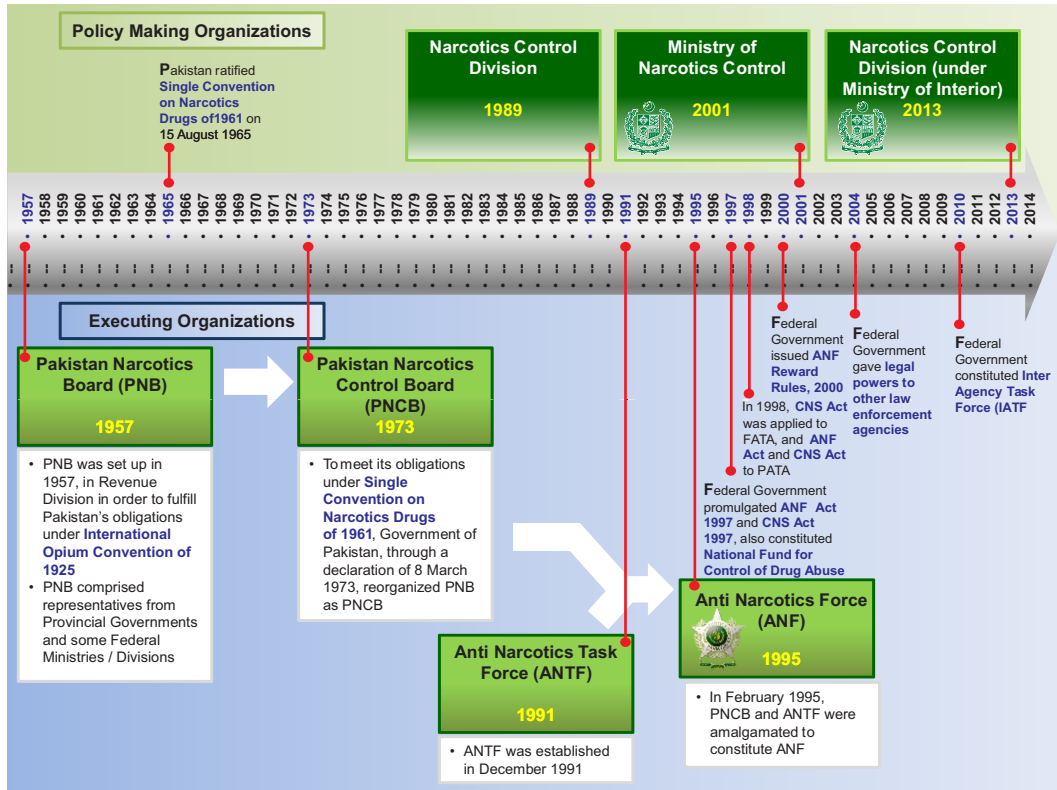 Policy Making Organizations
Pakistan ratified
Single Convention
on Narcotics
Drugs of1961 on
15 August 1965
Narcotics Control
Division
1989
Ministry of
Narcotics Control
2001
Narcotics Control
Division (under
Ministry of Interior)
2013
1957 1958 1959 1960 1961 1962 1963 1964 1965 1966 1967 1968 1969 1970 1971 1972 1973 1974 1975 1976 1977 1978 1979 1980 1981 1982 1983 1984 1985 1986 1987 1988 1989 1990 1991 1992 1993 1994 1995 1996 1997 1998 1999 2000 2001 2002 2003 2004 2005 2006 2007 2008 2009 2010 2011 2012 2013 2014
Executing Organizations
Pakistan Narcotics
Board (PNB)
1957
• PNB was set up in
1957, in Revenue
Division in order to fulfill
Pakistan's obligations
under International
Opium Convention of
1925
• PNB comprised
representatives from
Provincial Governments
and some Federal
Ministries / Divisions
Pakistan Narcotics
Control Board
(PNCB)
1973
• To meet its obligations
under Single
Convention on
Narcotics Drugs
of 1961, Government of
Pakistan, through a
declaration of 8 March
1973, reorganized PNB
as PNCB
Anti Narcotics Task
Force (ANTF)
1991
• ANTF was established
in December 1991
Anti Narcotics Force
(ANF)
1995
• In February 1995,
PNCB and ANTF were
amalgamated to
constitute ANF
Federal Government
promulgated ANF Act
1997 and CNS Act
1997, also constituted
National Fund for
Control of Drug Abuse
In 1998, CNS Act
was applied to
FATA, and ANF
Act and CNS Act
to PATA
Federal
Government
issued ANF
Reward
Rules, 2000
Federal
Government
gave legal
powers to
other law
enforcement
agencies
Federal
Government
constituted Inter
Agency Task
Force (IATF